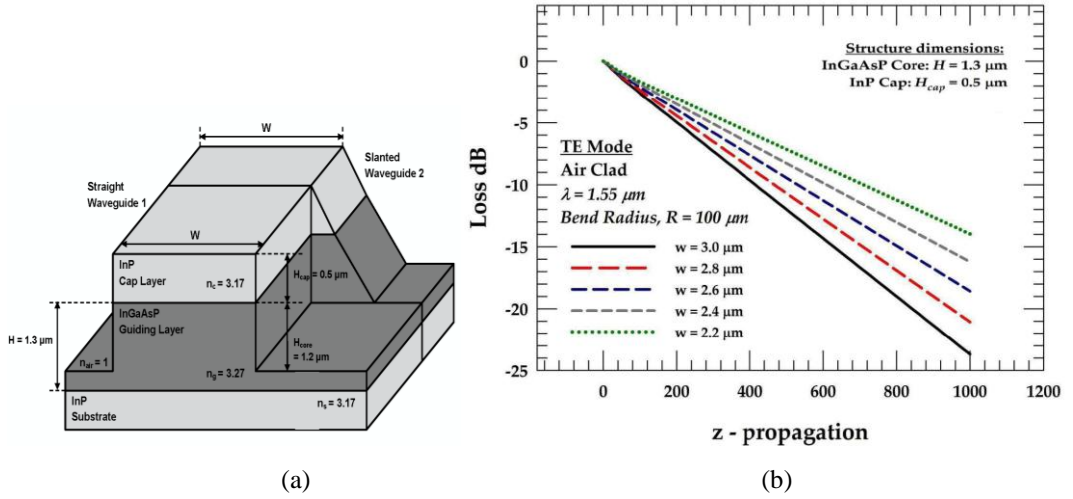 W
Slanted
Waveguide 2
Straight
Waveguide 1
W
InP
Cap Layer
n_c = 3.17
H_cap = 0.5 µm
InGaAsP
Guiding Layer
H = 1.3 µm
H_core
= 1.2 µm
n_air = 1
n_g = 3.27
InP
Substrate
n_s = 3.17
(a)
Structure dimensions:
InGaAsP Core: H = 1.3 µm
InP Cap: H_cap = 0.5 µm
0
-5
-10
-15
-20
-25
Loss dB
TE Mode
Air Clad
λ = 1.55 µm
Bend Radius, R = 100 µm
w = 3.0 µm
w = 2.8 µm
w = 2.6 µm
w = 2.4 µm
w = 2.2 µm
0 200 400 600 800 1000 1200
z - propagation
(b)